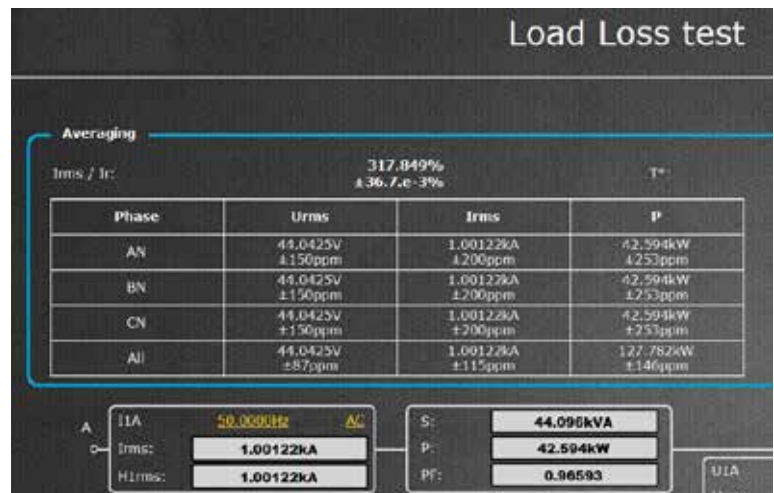 Load Loss test
Averaging
Irms / Ir: 317.849% T°:
±36.7.e-3%
Phase Urms Irms P
AN 44.0425V 1.00122kA 42.594kW
±150ppm ±200ppm ±253ppm
BN 44.0425V 1.00122kA 42.594kW
±150ppm ±200ppm ±253ppm
CN 44.0425V 1.00122kA 42.594kW
±150ppm ±200ppm ±253ppm
All 44.0425V 1.00122kA 127.782kW
±87ppm ±115ppm ±146ppm
A I1A 50.0000Hz AC S: 44.096kVA
Irms: 1.00122kA P: 42.594kW
H1rms: 1.00122kA PF: 0.96593 U1A